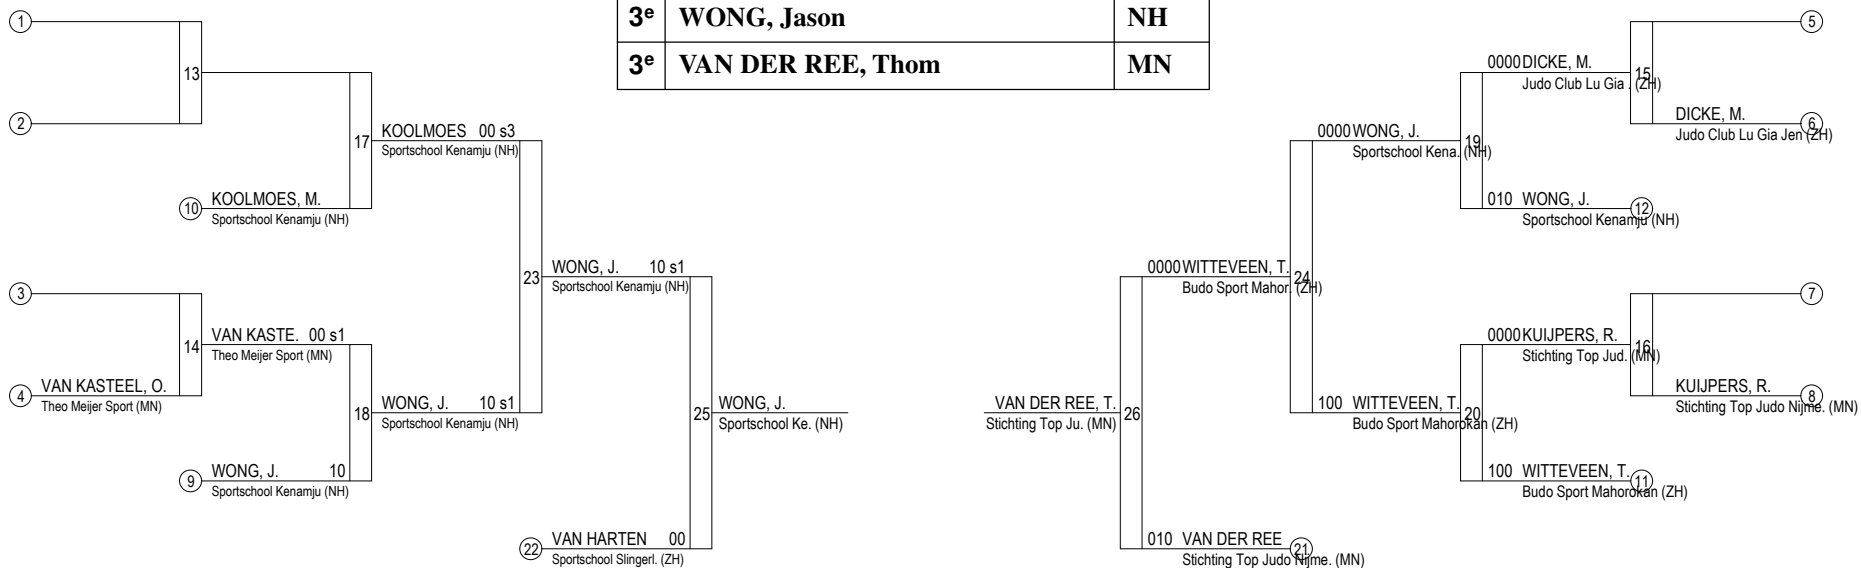 3e WONG, Jason NH
3e VAN DER REE, Thom MN
1
13
2
17
KOOLMOES 00 s3
Sportschool Kenamju (NH)
10
KOOLMOES, M.
Sportschool Kenamju (NH)
3
14
VAN KASTE. 00 s1
Theo Meijer Sport (MN)
4
VAN KASTEEL, O.
Theo Meijer Sport (MN)
18
WONG, J. 10 s1
Sportschool Kenamju (NH)
9
WONG, J. 10
Sportschool Kenamju (NH)
23
WONG, J. 10 s1
Sportschool Kenamju (NH)
25
WONG, J.
Sportschool Ke. (NH)
22
VAN HARTEN 00
Sportschool Slingerl. (ZH)
5
0000 DICKE, M.
Judo Club Lu Gia . (ZH)
15
DICKE, M.
Judo Club Lu Gia Jen (ZH)
6
0000 WONG, J.
Sportschool Kena. (NH)
19
010 WONG, J.
Sportschool Kenamju (NH)
12
0000 WITTEVEEN, T.
Budo Sport Mahor. (ZH)
24
7
0000 KUIJPERS, R.
Stichting Top Jud. (MN)
16
KUIJPERS, R.
Stichting Top Judo Nijme. (MN)
8
100 WITTEVEEN, T.
Budo Sport Mahorokan (ZH)
20
100 WITTEVEEN, T.
Budo Sport Mahorokan (ZH)
11
VAN DER REE, T.
Stichting Top Ju. (MN)
26
010 VAN DER REE
Stichting Top Judo Nijme. (MN)
21